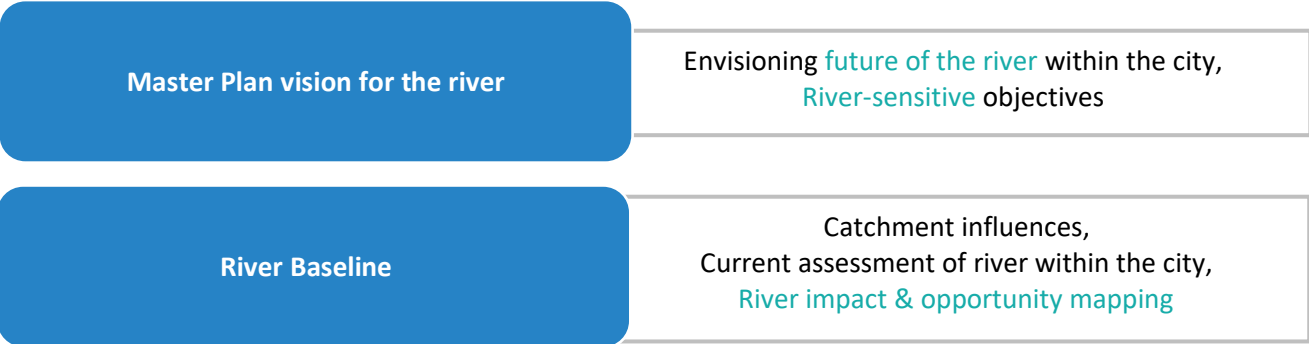 Master Plan vision for the river
Envisioning future of the river within the city,
River-sensitive objectives
River Baseline
Catchment influences,
Current assessment of river within the city,
River impact & opportunity mapping